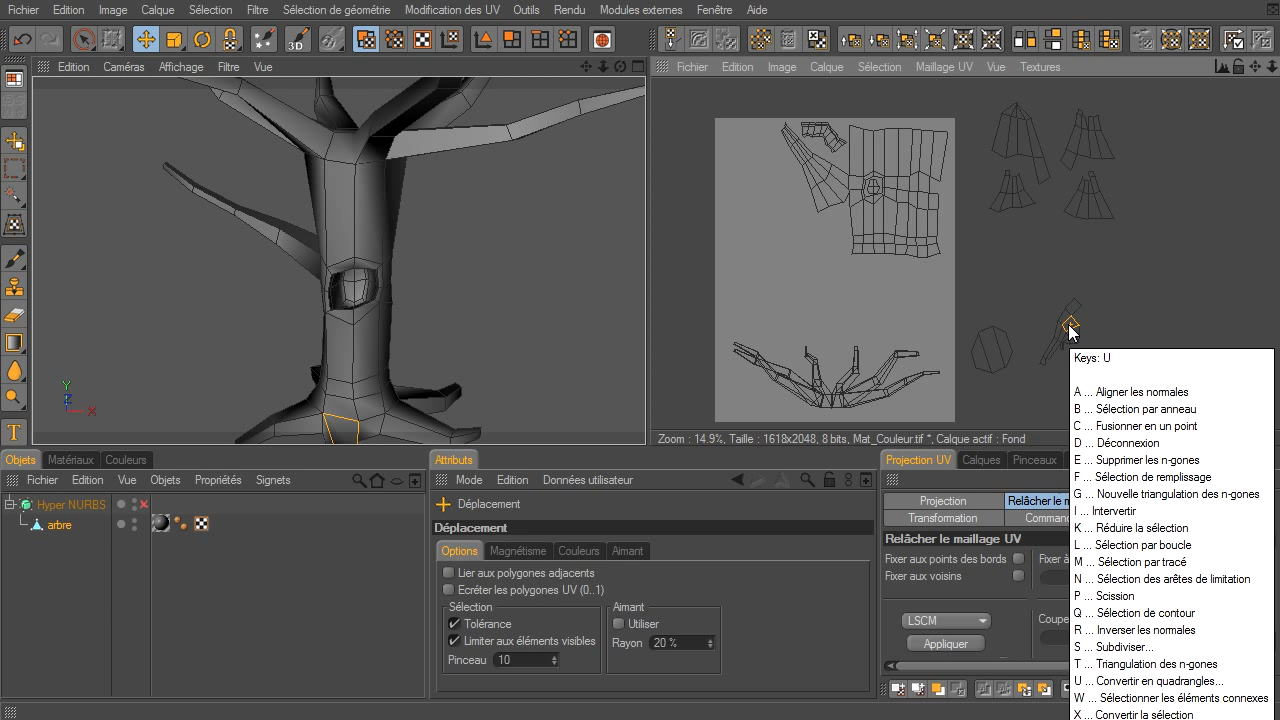 Fichier Edition Image Calque Sélection Filtre Sélection de géométrie Modification des UV Outils Rendu Modules externes Fenêtre Aide
3D
Edition Caméras Affichage Filtre Vue
Fichier Edition Image Calque Sélection Maillage UV Vue Textures
Y
Z
X
T
Zoom : 14.9%, Taille : 1618x2048, 8 bits, Mat_Couleur.tif *, Calque actif : Fond
Keys: U
A ... Aligner les normales
B ... Sélection par anneau
C ... Fusionner en un point
D ... Déconnexion
E ... Supprimer les n-gones
F ... Sélection de remplissage
G ... Nouvelle triangulation des n-gones
I ... Intervertir
K ... Réduire la sélection
L ... Sélection par boucle
M ... Sélection par tracé
N ... Sélection des arêtes de limitation
P ... Scission
Q ... Sélection de contour
R ... Inverser les normales
S ... Subdiviser...
T ... Triangulation des n-gones
U ... Convertir en quadrangles...
W ... Sélectionner les éléments connexes
X ... Convertir la sélection
Objets Matériaux Couleurs
Fichier Edition Vue Objets Propriétés Signets
Hyper NURBS
arbre
Attributs
Mode Edition Données utilisateur
Déplacement
Déplacement
Options Magnétisme Couleurs Aimant
Lier aux polygones adjacents
Ecréter les polygones UV (0..1)
Sélection
Tolérance
Limiter aux éléments visibles
Pinceau 10
Aimant
Utiliser
Rayon 20 %
Projection UV Calques Pinceaux
Projection Relâcher le m
Transformation Comman
Relâcher le maillage UV
Fixer aux points des bords Fixer à
Fixer aux voisins
LSCM Coupe
Appliquer